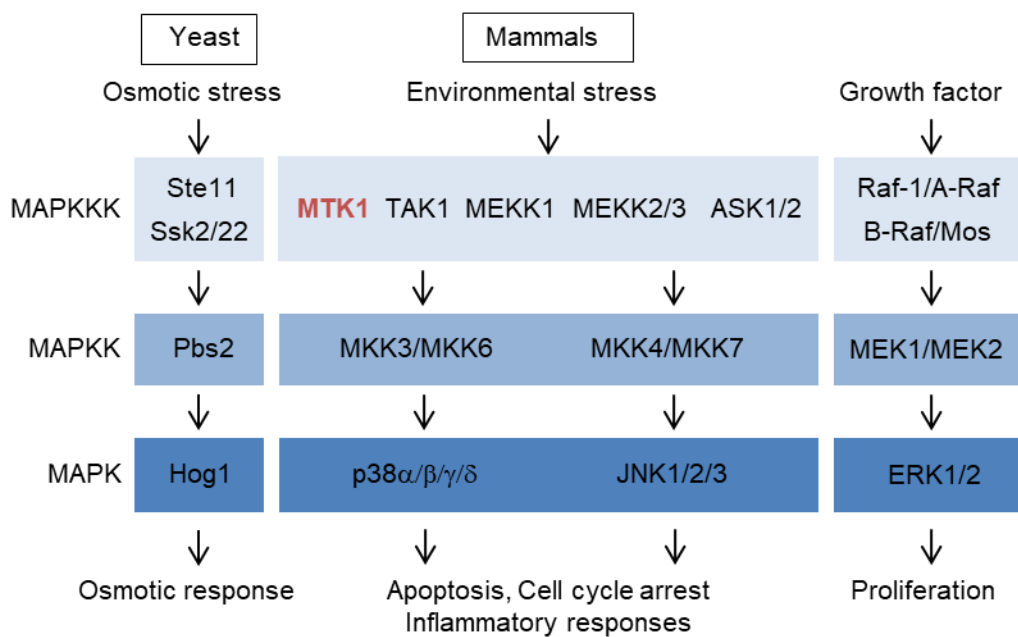 Yeast Mammals
Osmotic stress Environmental stress Growth factor
MAPKKK Ste11 Ssk2/22 MTK1 TAK1 MEKK1 MEKK2/3 ASK1/2 Raf-1/A-Raf B-Raf/Mos
MAPKK Pbs2 MKK3/MKK6 MKK4/MKK7 MEK1/MEK2
MAPK Hog1 p38α/β/γ/δ JNK1/2/3 ERK1/2
Osmotic response Apoptosis, Cell cycle arrest Proliferation
Inflammatory responses